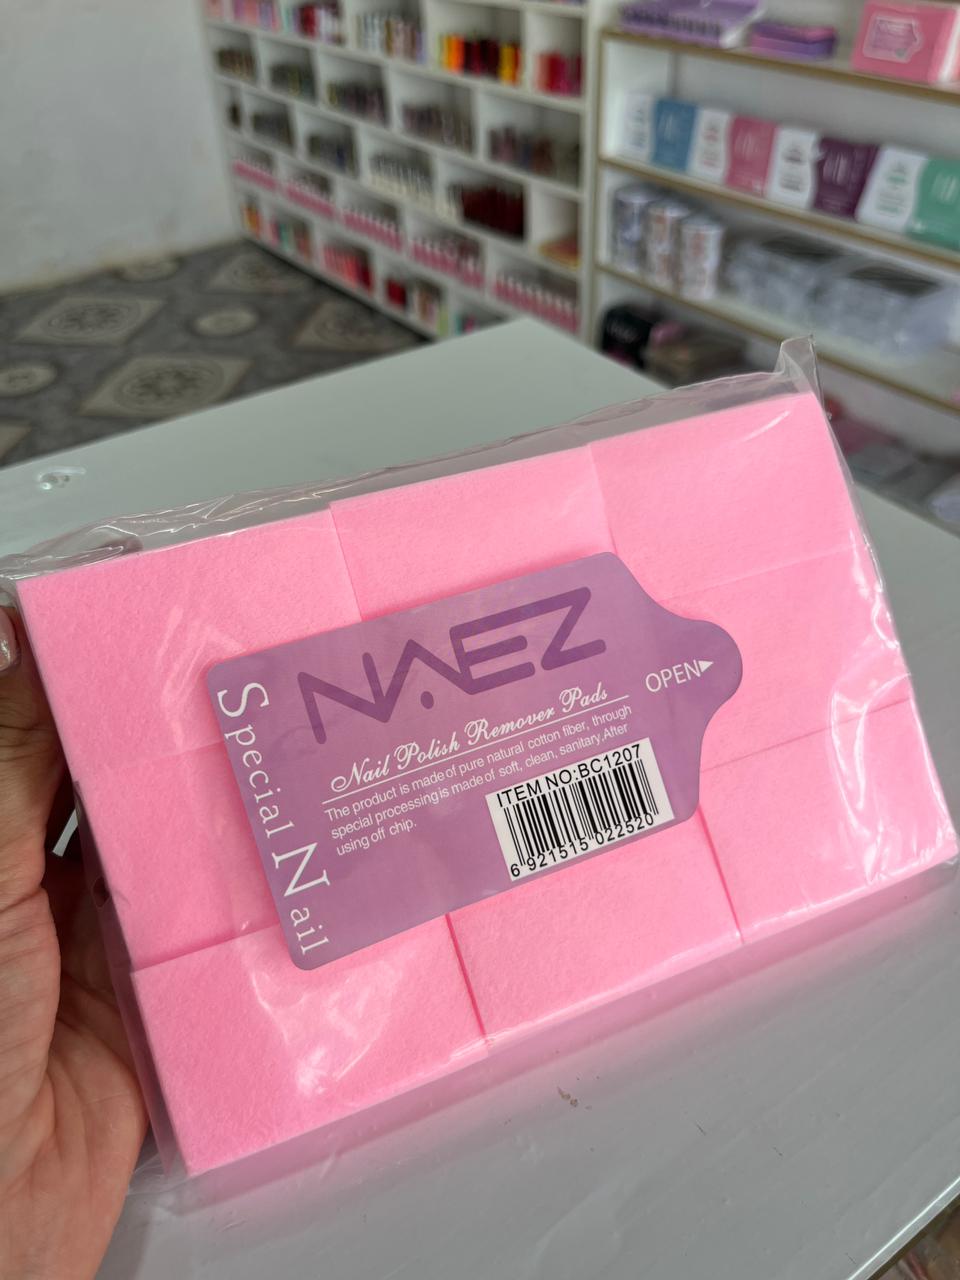 NAEZ
Nail Polish Remover Pads
The product is made of pure natural cotton fiber, through
special processing is made of soft, clean, sanitary.After
using off chip.
OPEN
Special Nail
ITEM NO:BC1207
6 921515 022520